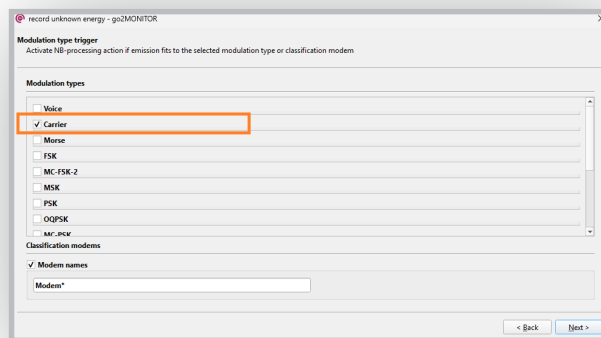 record unknown energy - go2MONITOR
Modulation type trigger
Activate NB-processing action if emission fits to the selected modulation type or classification modem
Modulation types
Voice
Carrier
Morse
FSK
MC-FSK-2
MSK
PSK
OQPSK
MC-PSK
Classification modems
Modem names
Modem*
< Back Next >